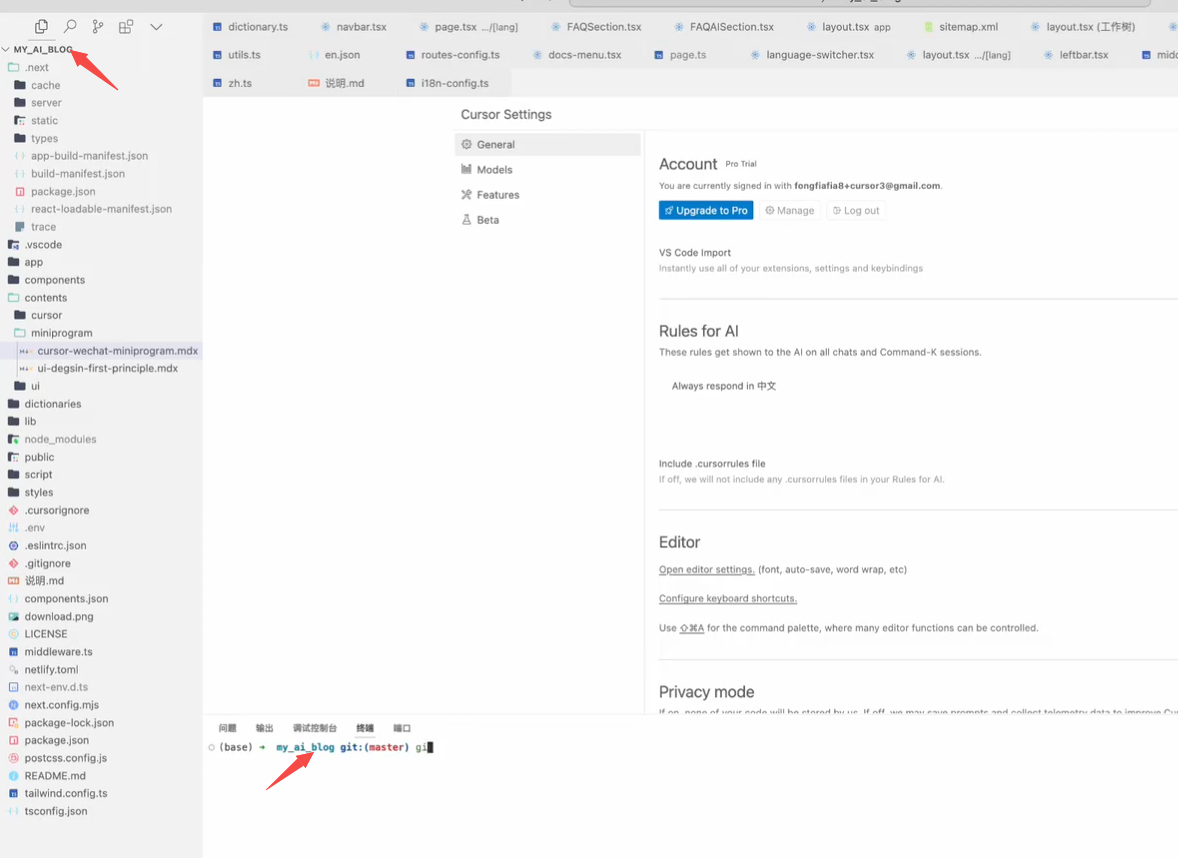 dictionary.ts navbar.tsx page.tsx .../[lang] FAQSection.tsx FAQAISection.tsx layout.tsx app sitemap.xml layout.tsx (工作树)
utils.ts en.json routes-config.ts docs-menu.tsx page.ts language-switcher.tsx layout.tsx .../[lang] leftbar.tsx midd
zh.ts 说明.md i18n-config.ts
MY_AI_BLOG
.next
cache
server
static
types
app-build-manifest.json
build-manifest.json
package.json
react-loadable-manifest.json
trace
.vscode
app
components
contents
cursor
miniprogram
cursor-wechat-miniprogram.mdx
ui-degsin-first-principle.mdx
ui
dictionaries
lib
node_modules
public
script
styles
.cursorignore
.env
.eslintrc.json
.gitignore
说明.md
components.json
download.png
LICENSE
middleware.ts
netlify.toml
next-env.d.ts
next.config.mjs
package-lock.json
package.json
postcss.config.js
README.md
tailwind.config.ts
tsconfig.json
Cursor Settings
General
Models
Features
Beta
Account Pro Trial
You are currently signed in with fongfiafia8+cursor3@gmail.com.
Upgrade to Pro Manage Log out
VS Code Import
Instantly use all of your extensions, settings and keybindings
Rules for AI
These rules get shown to the AI on all chats and Command-K sessions.
Always respond in 中文
Include .cursorrules file
If off, we will not include any .cursorrules files in your Rules for AI.
Editor
Open editor settings. (font, auto-save, word wrap, etc)
Configure keyboard shortcuts.
Use ⇧⌘A for the command palette, where many editor functions can be controlled.
Privacy mode
If on, none of your code will be stored by us. If off, we may save prompts and collect telemetry data to improve Cu
问题 输出 调试控制台 终端 端口
(base) ➜ my_ai_blog git:(master) gi